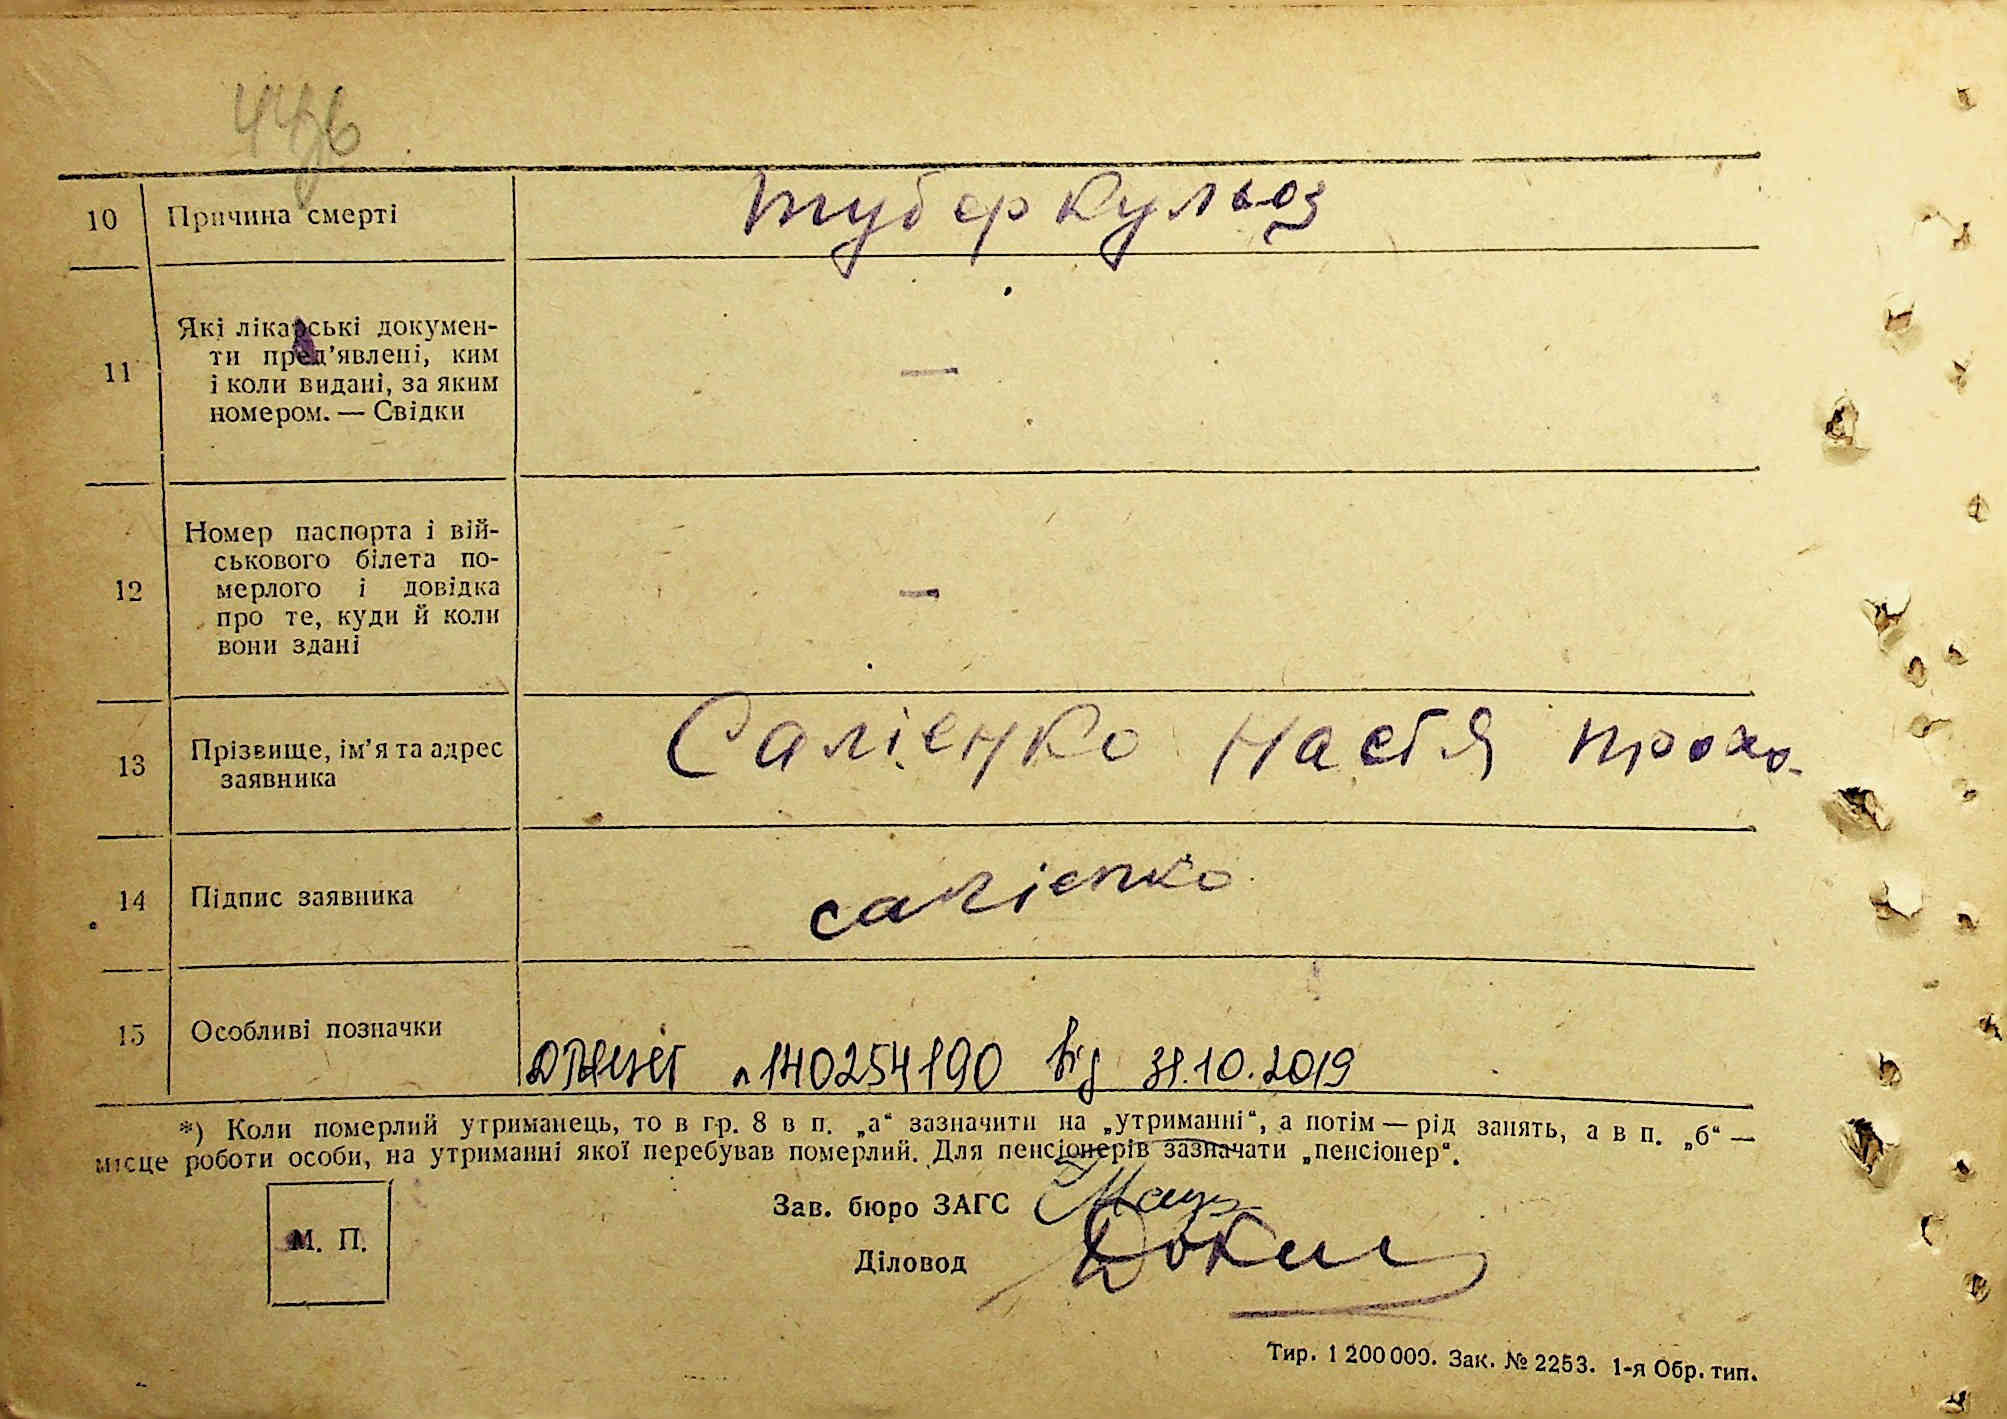 10 Причина смерті туберкульоз
11 Які лікарські докумен-
ти пред’явлені, ким
і коли видані, за яким
номером. — Свідки —
12 Номер паспорта і вій-
ськового білета по-
мерлого і довідка
про те, куди й коли
вони здані —
13 Прізвище, ім’я та адрес
заявника Салієнко Настя Прохо.
14 Підпис заявника салієнко
15 Особливі позначки
140254190 від 31.10.2019
*) Коли померлий утриманець, то в гр. 8 в п. „а“ зазначити на „утриманні“, а потім — рід занять, а в п. „б“ —
місце роботи особи, на утриманні якої перебував померлий. Для пенсіонерів зазначати „пенсіонер“.
М. П.
Зав. бюро ЗАГС
Діловод
Тир. 1 200 000. Зак. № 2253. 1-я Обр. тип.